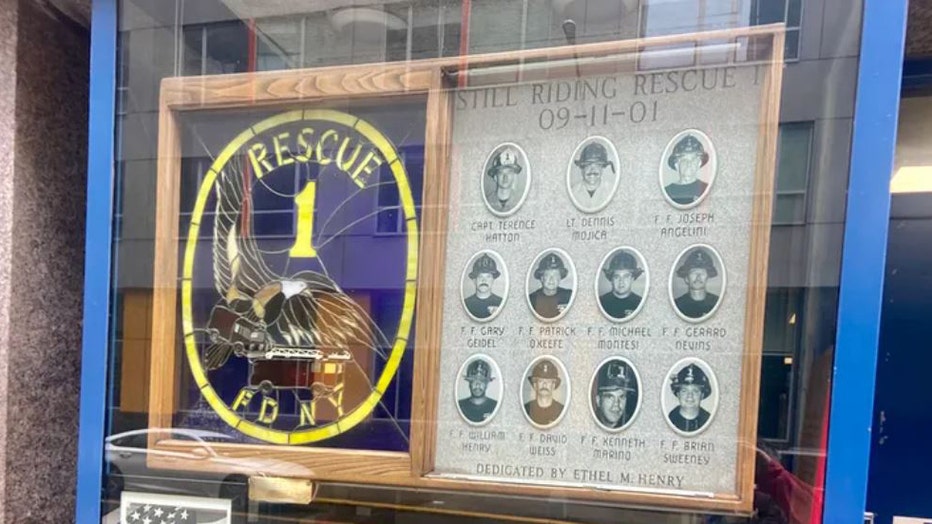 RESCUE
1
FDNY
STILL RIDING RESCUE 1
09-11-01
CAPT. TERENCE
HATTON
LT. DENNIS
MOJICA
F. F. JOSEPH
ANGELINI
F. F. GARY
GEIDEL
F. F. PATRICK
O'KEEFE
F. F. MICHAEL
MONTESI
F. F. GERARD
NEVINS
F. F. WILLIAM
HENRY
F. F. DAVID
WEISS
F. F. KENNETH
MARINO
F. F. BRIAN
SWEENEY
DEDICATED BY ETHEL M. HENRY